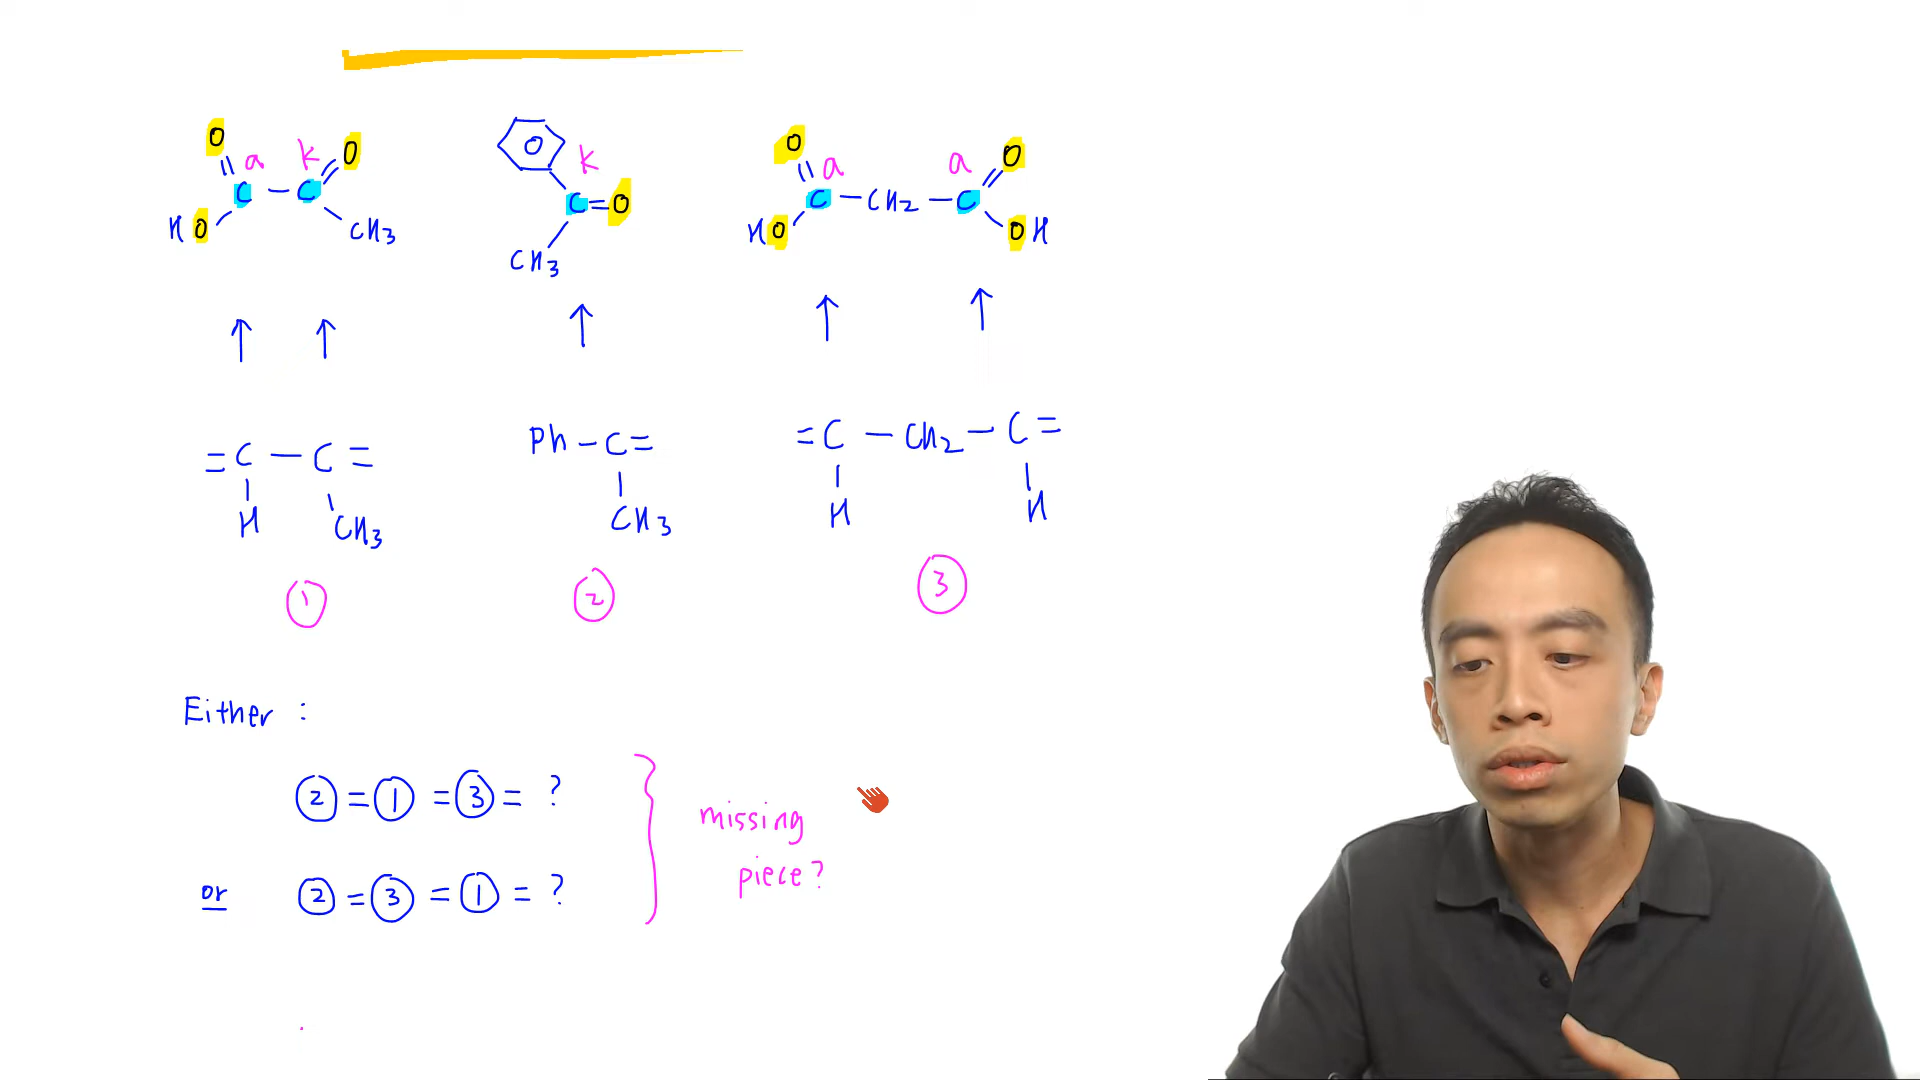 O a k O
C - C
HO CH3
O
k
C=O
CH3
O a a O
C - CH2 - C
HO OH
↑ ↑ ↑ ↑ ↑
=C - C=
H CH3
Ph - C=
CH3
=C - CH2 - C=
H H
① ② ③
Either :
② = ① = ③ = ?
or ② = ③ = ① = ?
missing
piece?